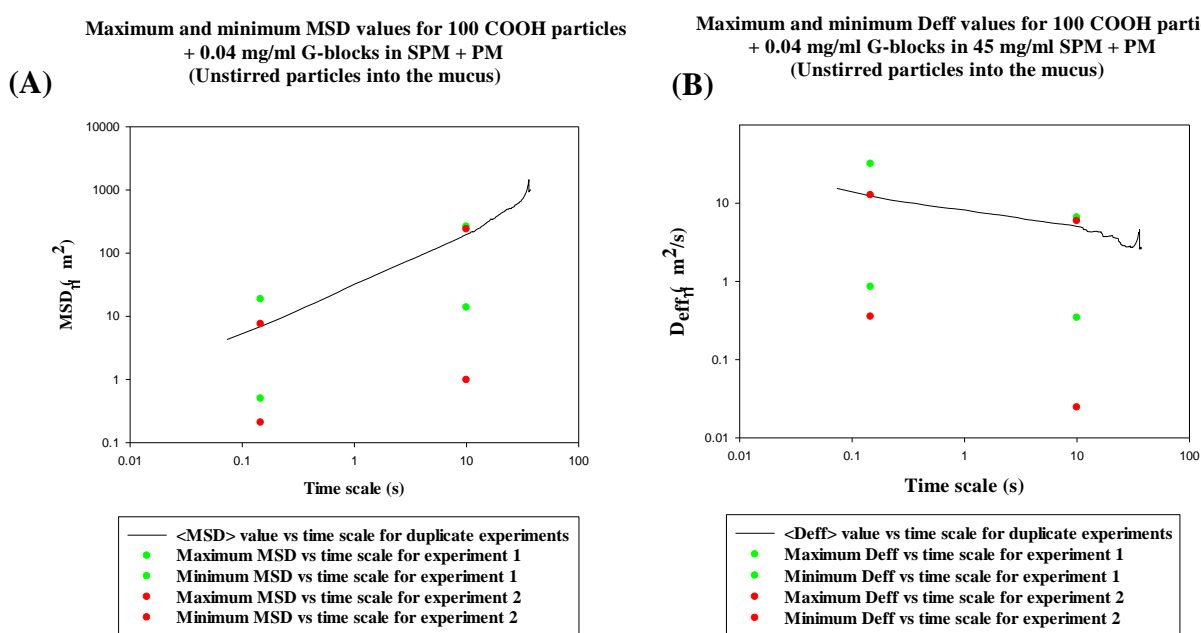 Maximum and minimum MSD values for 100 COOH particles
+ 0.04 mg/ml G-blocks in SPM + PM
(Unstirred particles into the mucus)
(A)
10000
1000
100
10
1
0.1
0.01
0.1
1
10
100
Time scale (s)
<MSD> value vs time scale for duplicate experiments
Maximum MSD vs time scale for experiment 1
Minimum MSD vs time scale for experiment 1
Maximum MSD vs time scale for experiment 2
Minimum MSD vs time scale for experiment 2
Maximum and minimum Deff values for 100 COOH parti
+ 0.04 mg/ml G-blocks in 45 mg/ml SPM + PM
(Unstirred particles into the mucus)
(B)
10
1
0.1
0.01
0.01
0.1
1
10
100
Time scale (s)
<Deff> value vs time scale for duplicate experiments
Maximum Deff vs time scale for experiment 1
Minimum Deff vs time scale for experiment 1
Maximum Deff vs time scale for experiment 2
Minimum Deff vs time scale for experiment 2